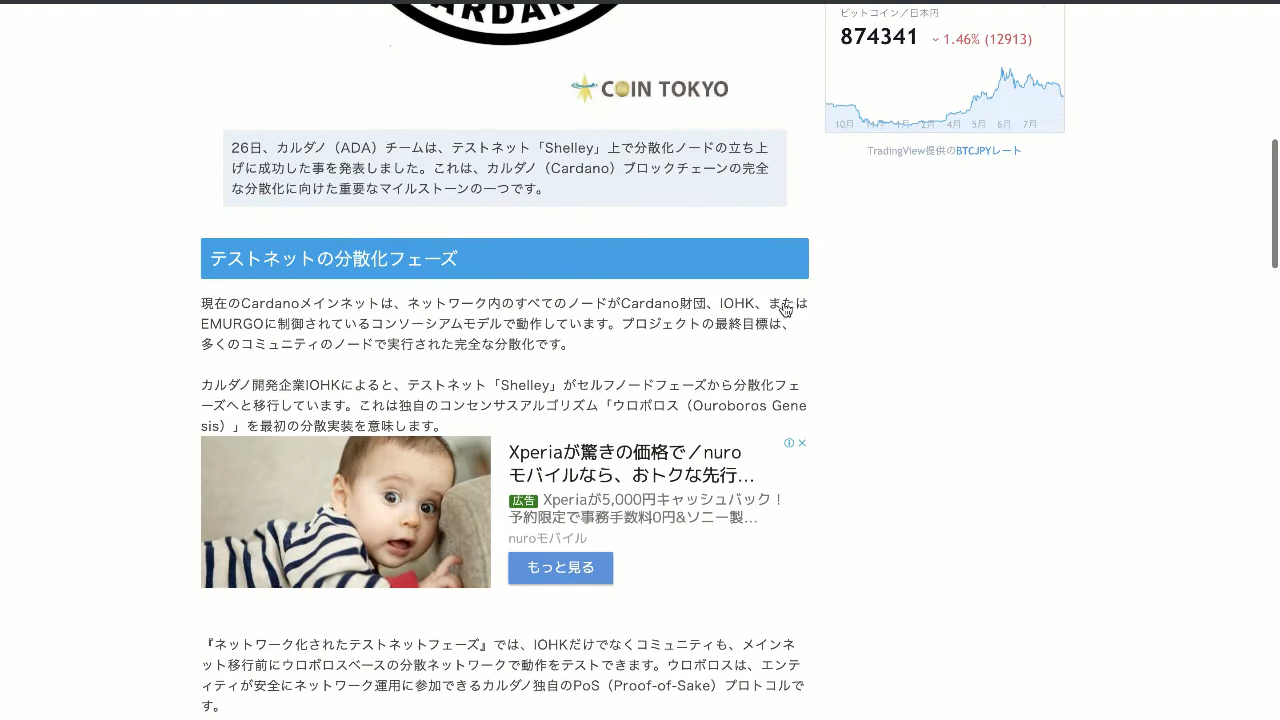 ARDAN
COIN TOKYO
26日、カルダノ（ADA）チームは、テストネット「Shelley」上で分散化ノードの立ち上
げに成功した事を発表しました。これは、カルダノ（Cardano）ブロックチェーンの完全
な分散化に向けた重要なマイルストーンの一つです。
テストネットの分散化フェーズ
現在のCardanoメインネットは、ネットワーク内のすべてのノードがCardano財団、IOHK、または
EMURGOに制御されているコンソーシアムモデルで動作しています。プロジェクトの最終目標は、
多くのコミュニティのノードで実行された完全な分散化です。
カルダノ開発企業IOHKによると、テストネット「Shelley」がセルフノードフェーズから分散化フェ
ーズへと移行しています。これは独自のコンセンサスアルゴリズム「ウロボロス（Ouroboros Gene
sis）」を最初の分散実装を意味します。
Xperiaが驚きの価格で／nuro
モバイルなら、おトクな先行…
広告 Xperiaが5,000円キャッシュバック！
予約限定で事務手数料0円&ソニー製…
nuroモバイル
もっと見る
『ネットワーク化されたテストネットフェーズ』では、IOHKだけでなくコミュニティも、メインネ
ット移行前にウロボロスベースの分散ネットワークで動作をテストできます。ウロボロスは、エンテ
ィティが安全にネットワーク運用に参加できるカルダノ独自のPoS（Proof-of-Sake）プロトコルで
す。
ビットコイン／日本円
874341 1.46% (12913)
10月 11月 1月 2月 4月 5月 6月 7月
TradingView提供のBTCJPYレート